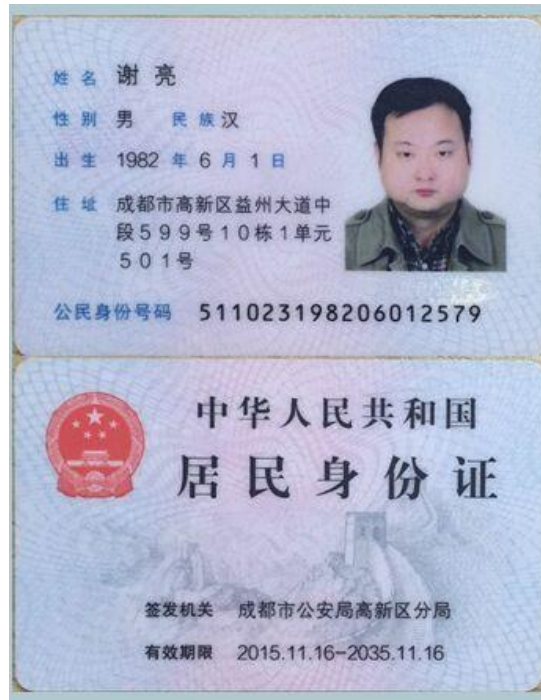 姓名 谢亮
性别 男 民族 汉
出生 1982 年 6 月 1 日
住址 成都市高新区益州大道中
段599号10栋1单元
501号
公民身份号码 511023198206012579
中华人民共和国
居民身份证
签发机关 成都市公安局高新区分局
有效期限 2015.11.16-2035.11.16